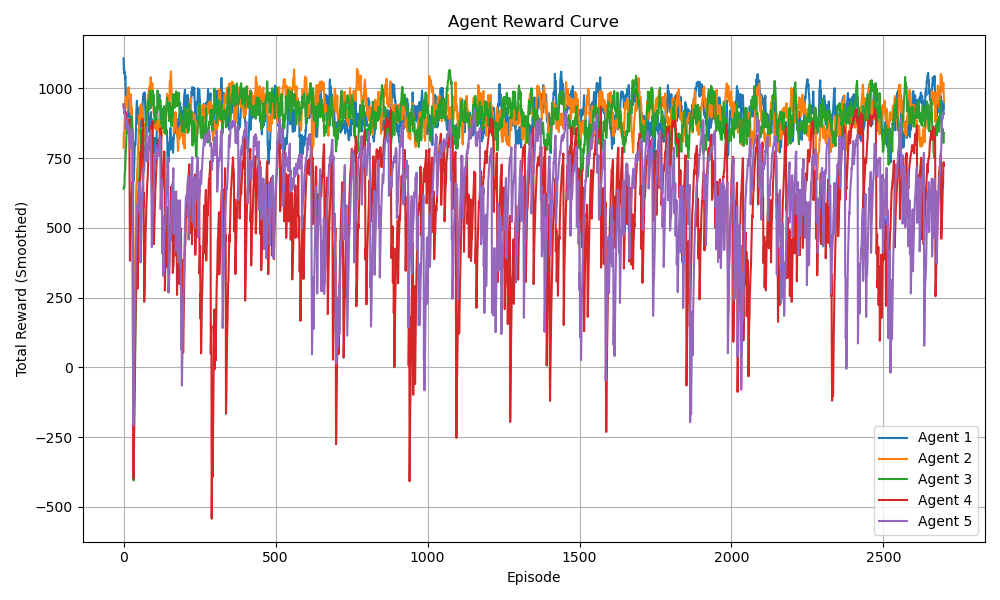 Agent Reward Curve
Total Reward (Smoothed)
1000
750
500
250
0
−250
−500
0 500 1000 1500 2000 2500
Episode
Agent 1
Agent 2
Agent 3
Agent 4
Agent 5